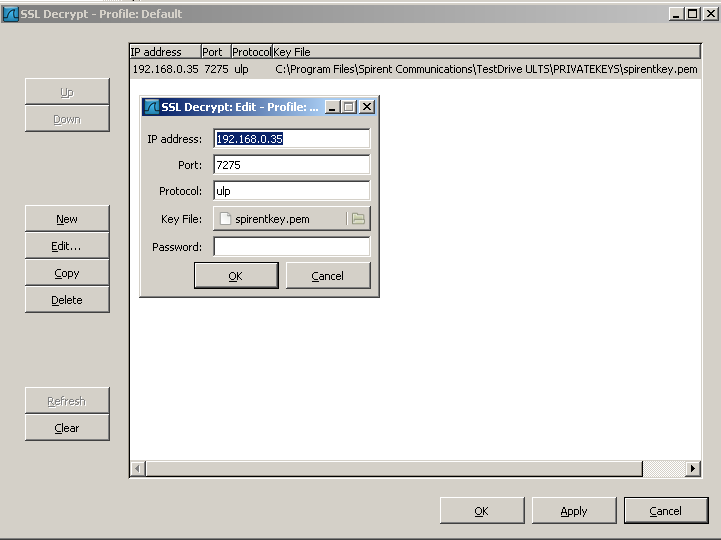 SSL Decrypt - Profile: Default
IP address Port Protocol Key File
192.168.0.35 7275 ulp C:\Program Files\Spirent Communications\TestDrive ULTS\PRIVATEKEYS\spirentkey.pem
Up
Down
SSL Decrypt: Edit - Profile: ...
IP address: 192.168.0.35
Port: 7275
Protocol: ulp
Key File: spirentkey.pem
Password:
OK Cancel
New
Edit...
Copy
Delete
Refresh
Clear
OK Apply Cancel